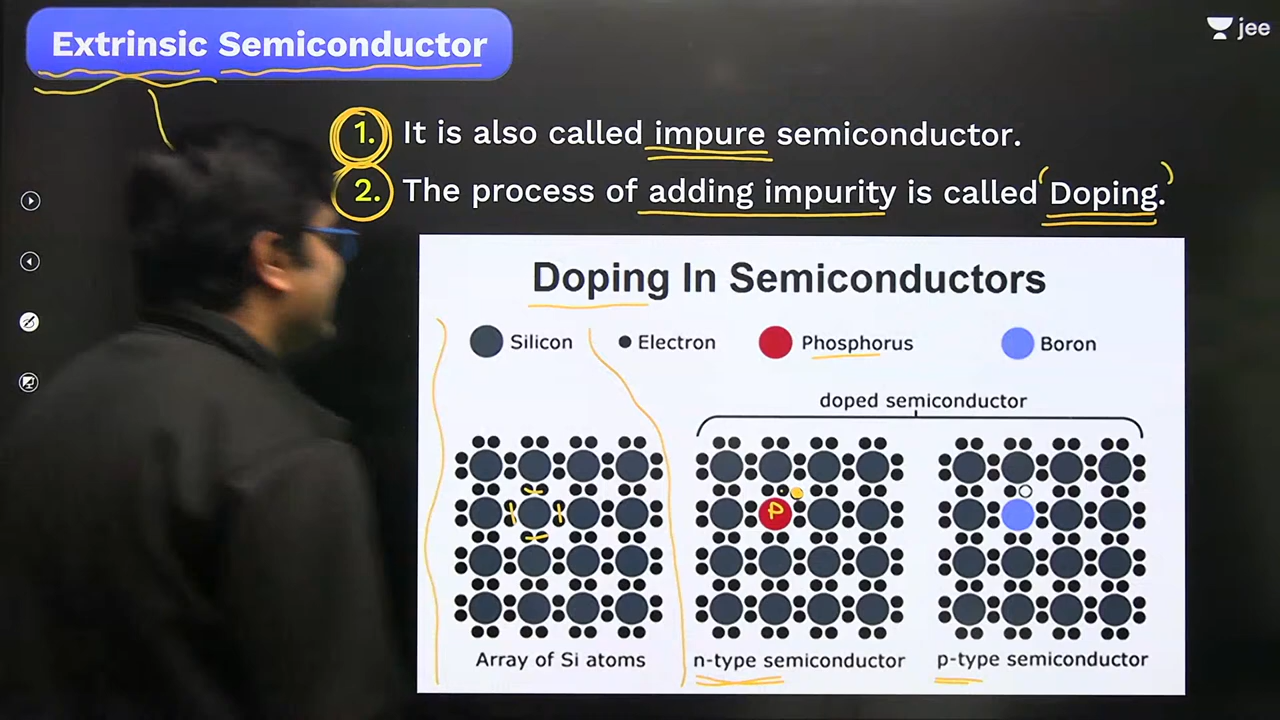 Extrinsic Semiconductor
jee
1. It is also called impure semiconductor.
2. The process of adding impurity is called 'Doping.'
Doping In Semiconductors
Silicon Electron Phosphorus Boron
doped semiconductor
P
Array of Si atoms n-type semiconductor p-type semiconductor